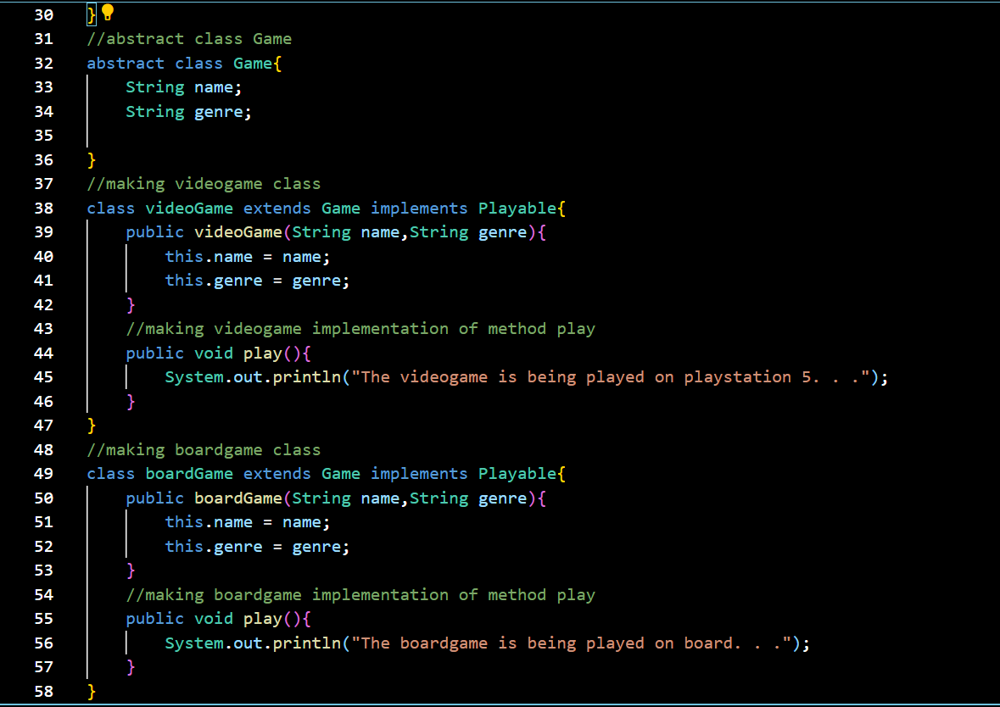 30 }
31 //abstract class Game
32 abstract class Game{
33     String name;
34     String genre;
35
36 }
37 //making videogame class
38 class videoGame extends Game implements Playable{
39     public videoGame(String name,String genre){
40         this.name = name;
41         this.genre = genre;
42     }
43     //making videogame implementation of method play
44     public void play(){
45         System.out.println("The videogame is being played on playstation 5. . .");
46     }
47 }
48 //making boardgame class
49 class boardGame extends Game implements Playable{
50     public boardGame(String name,String genre){
51         this.name = name;
52         this.genre = genre;
53     }
54     //making boardgame implementation of method play
55     public void play(){
56         System.out.println("The boardgame is being played on board. . .");
57     }
58 }